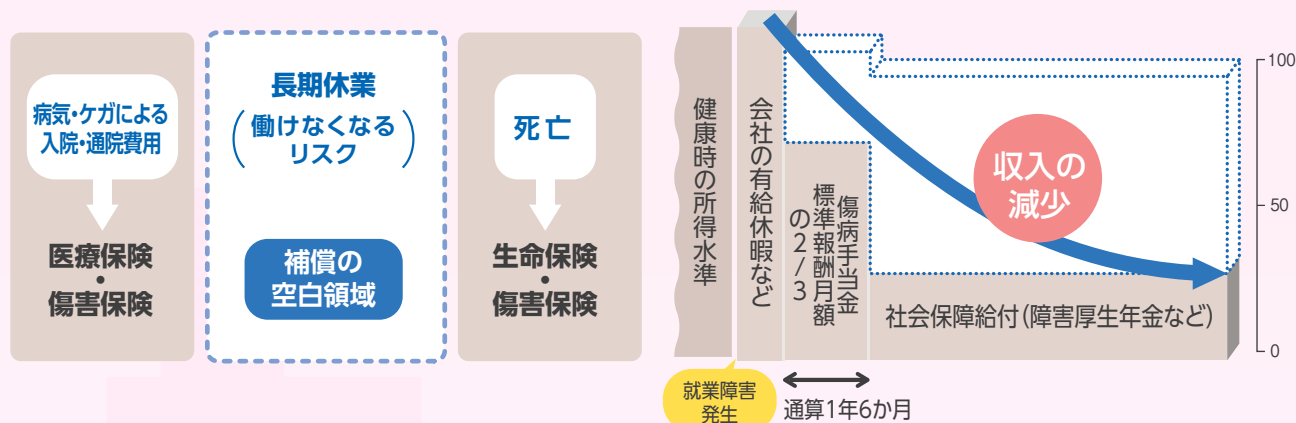 病気・ケガによる
入院・通院費用
医療保険
・
傷害保険
長期休業
（働けなくなる
リスク）
補償の
空白領域
死亡
生命保険
・
傷害保険
健康時の所得水準
会社の有給休暇など
傷病手当金
標準報酬月額
の2/3
収入の
減少
社会保障給付（障害厚生年金など）
100
50
0
就業障害
発生
通算1年6か月